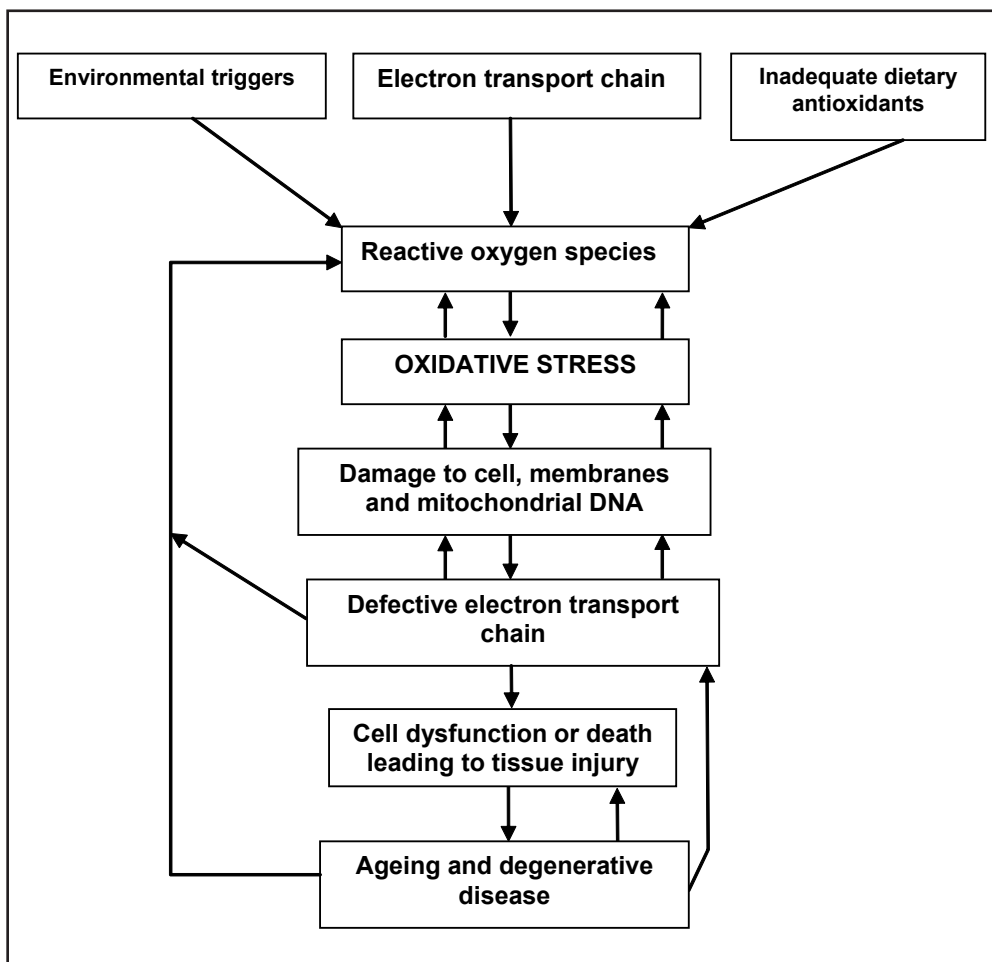 Environmental triggers
Electron transport chain
Inadequate dietary
antioxidants
Reactive oxygen species
OXIDATIVE STRESS
Damage to cell, membranes
and mitochondrial DNA
Defective electron transport
chain
Cell dysfunction or death
leading to tissue injury
Ageing and degenerative
disease